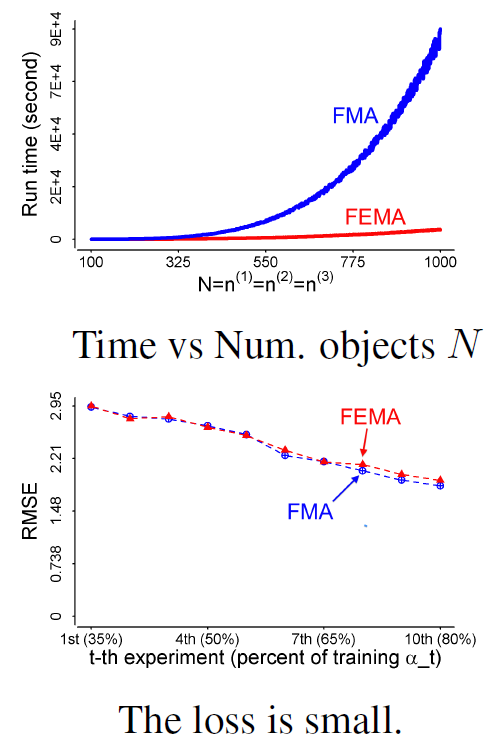 9E+4
7E+4
4E+4
2E+4
0
Run time (second)
FMA
FEMA
100 325 550 775 1000
N=n⁽¹⁾=n⁽²⁾=n⁽³⁾
Time vs Num. objects N
2.95
2.21
1.48
0.738
0
RMSE
FEMA
FMA
1st (35%) 4th (50%) 7th (65%) 10th (80%)
t-th experiment (percent of training α_t)
The loss is small.